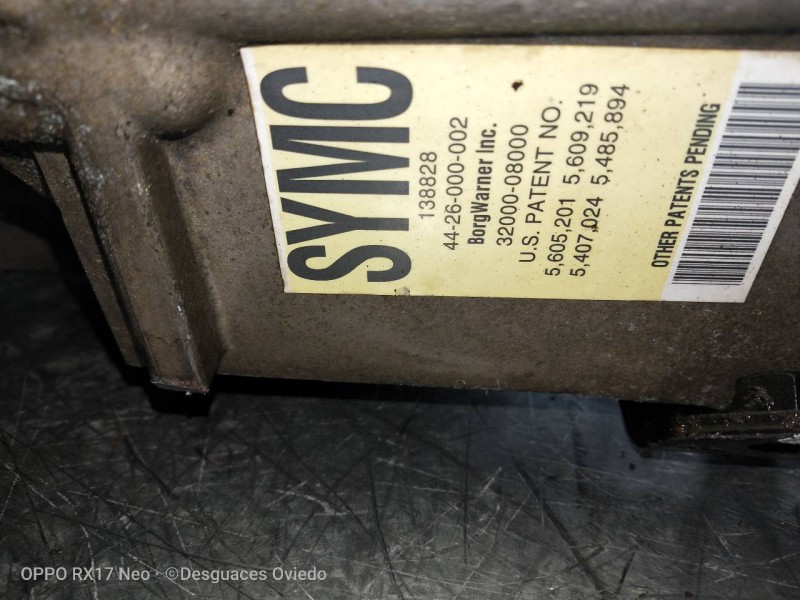 SYMC
138828
44-26-000-002
BorgWarner Inc.
32000-08000
U.S. PATENT NO.
5,605,201 5,609,219
5,407,024 5,485,894
OTHER PATENTS PENDING
OPPO RX17 Neo · ©Desguaces Oviedo